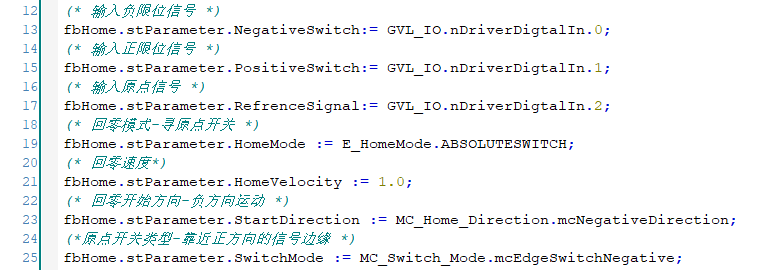 12 (* 输入负限位信号 *)
13 fbHome.stParameter.NegativeSwitch:= GVL_IO.nDriverDigtalIn.0;
14 (* 输入正限位信号 *)
15 fbHome.stParameter.PositiveSwitch:= GVL_IO.nDriverDigtalIn.1;
16 (* 输入原点信号 *)
17 fbHome.stParameter.RefrenceSignal:= GVL_IO.nDriverDigtalIn.2;
18 (* 回零模式-寻原点开关 *)
19 fbHome.stParameter.HomeMode := E_HomeMode.ABSOLUTESWITCH;
20 (* 回零速度*)
21 fbHome.stParameter.HomeVelocity := 1.0;
22 (* 回零开始方向-负方向运动 *)
23 fbHome.stParameter.StartDirection := MC_Home_Direction.mcNegativeDirection;
24 (*原点开关类型-靠近正方向的信号边缘 *)
25 fbHome.stParameter.SwitchMode := MC_Switch_Mode.mcEdgeSwitchNegative;